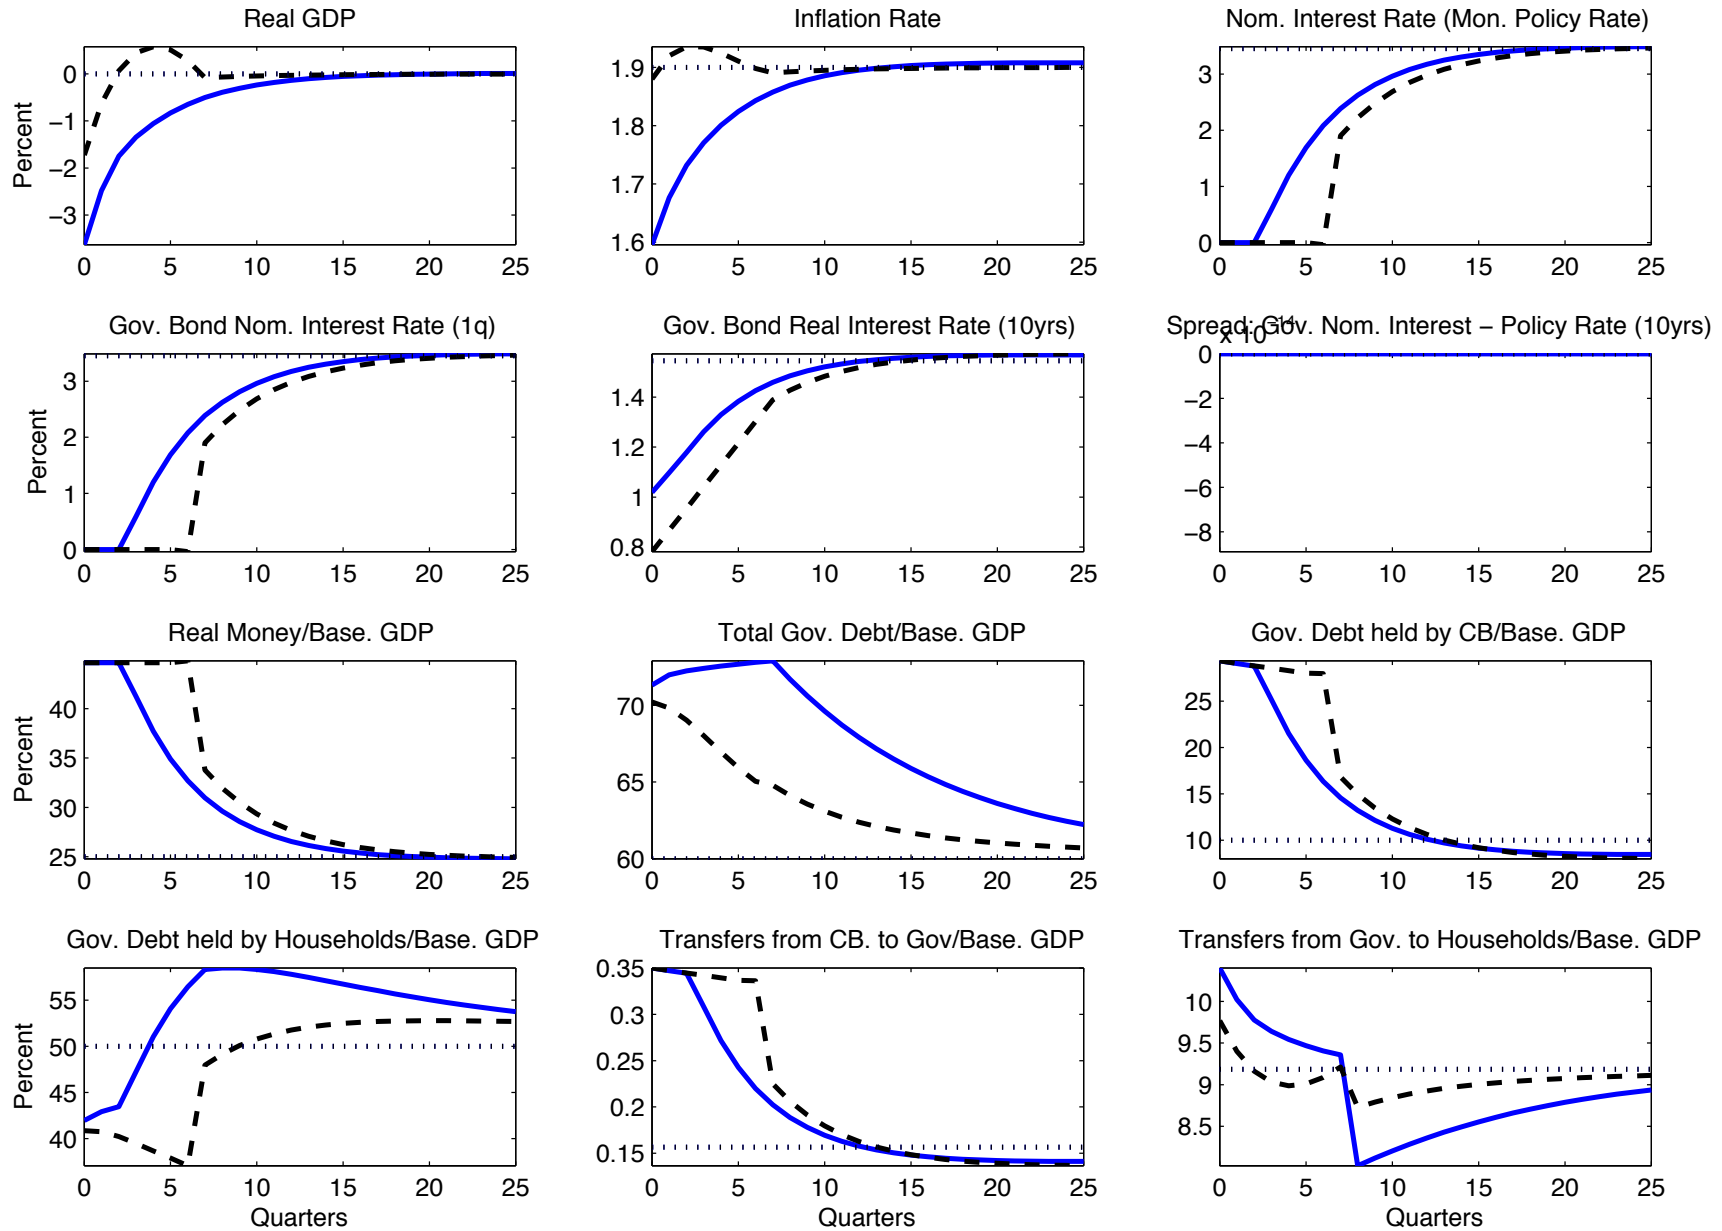 Real GDP
Inflation Rate
Nom. Interest Rate (Mon. Policy Rate)
Percent
0
−1
−2
−3
0 5 10 15 20 25
1.9
1.8
1.7
1.6
0 5 10 15 20 25
3
2
1
0
0 5 10 15 20 25
Gov. Bond Nom. Interest Rate (1q)
Gov. Bond Real Interest Rate (10yrs)
Spread: Gov. Nom. Interest − Policy Rate (10yrs)
x 10−14
Percent
3
2
1
0
0 5 10 15 20 25
1.4
1.2
1
0.8
0 5 10 15 20 25
0
−2
−4
−6
−8
0 5 10 15 20 25
Real Money/Base. GDP
Total Gov. Debt/Base. GDP
Gov. Debt held by CB/Base. GDP
Percent
40
35
30
25
0 5 10 15 20 25
70
65
60
0 5 10 15 20 25
25
20
15
10
0 5 10 15 20 25
Gov. Debt held by Households/Base. GDP
Transfers from CB. to Gov/Base. GDP
Transfers from Gov. to Households/Base. GDP
Percent
55
50
45
40
0 5 10 15 20 25
Quarters
0.35
0.3
0.25
0.2
0.15
0 5 10 15 20 25
Quarters
10
9.5
9
8.5
0 5 10 15 20 25
Quarters